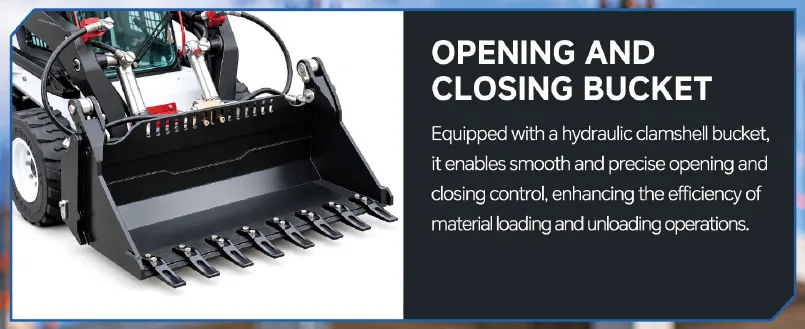 OPENING AND
CLOSING BUCKET
Equipped with a hydraulic clamshell bucket,
it enables smooth and precise opening and
closing control, enhancing the efficiency of
material loading and unloading operations.